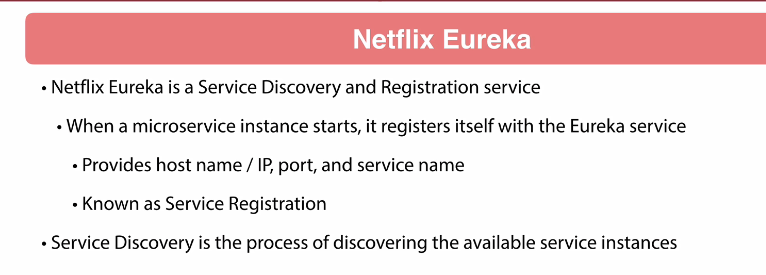 Netflix Eureka
• Netflix Eureka is a Service Discovery and Registration service
• When a microservice instance starts, it registers itself with the Eureka service
• Provides host name / IP, port, and service name
• Known as Service Registration
• Service Discovery is the process of discovering the available service instances